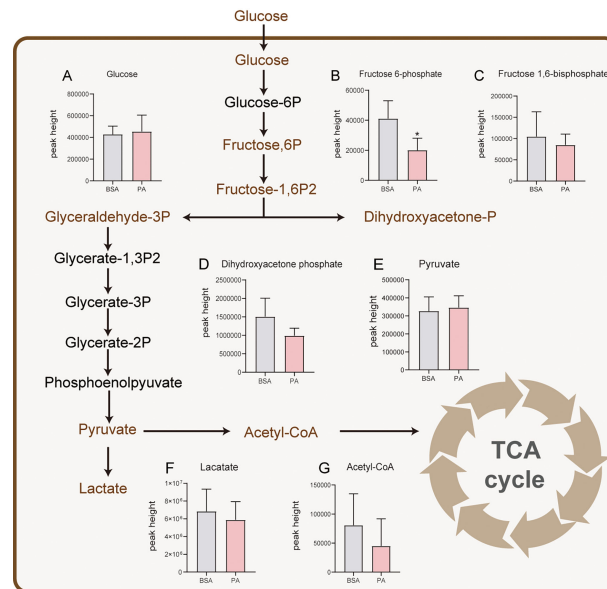 Glucose
Glucose
Glucose-6P
Fructose,6P
Fructose-1,6P2
Glyceraldehyde-3P
Dihydroxyacetone-P
Glycerate-1,3P2
Glycerate-3P
Glycerate-2P
Phosphoenolpyuvate
Pyruvate
Acetyl-CoA
Lactate
TCA
cycle
A
Glucose
peak height
800000
600000
400000
200000
0
BSA
PA
B
Fructose 6-phosphate
peak height
60000
40000
20000
0
*
BSA
PA
C
Fructose 1,6-bisphosphate
peak height
200000
150000
100000
50000
0
BSA
PA
D
Dihydroxyacetone phosphate
peak height
2500000
2000000
1500000
1000000
500000
0
BSA
PA
E
Pyruvate
peak height
500000
400000
300000
200000
100000
0
BSA
PA
F
Lacatate
peak height
1×10⁷
8×10⁶
6×10⁶
4×10⁶
2×10⁶
0
BSA
PA
G
Acetyl-CoA
peak height
150000
100000
50000
0
BSA
PA